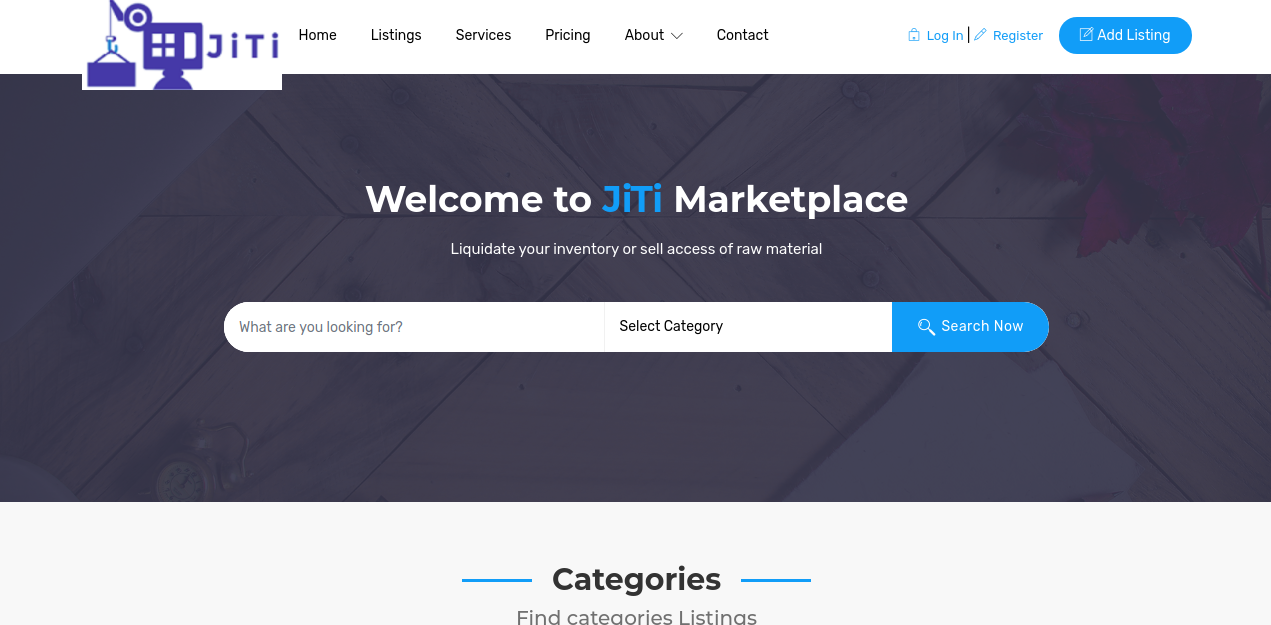 JiTi
Home Listings Services Pricing About Contact
Log In | Register
Add Listing
Welcome to JiTi Marketplace
Liquidate your inventory or sell access of raw material
What are you looking for?
Select Category
Search Now
Categories
Find categories Listings